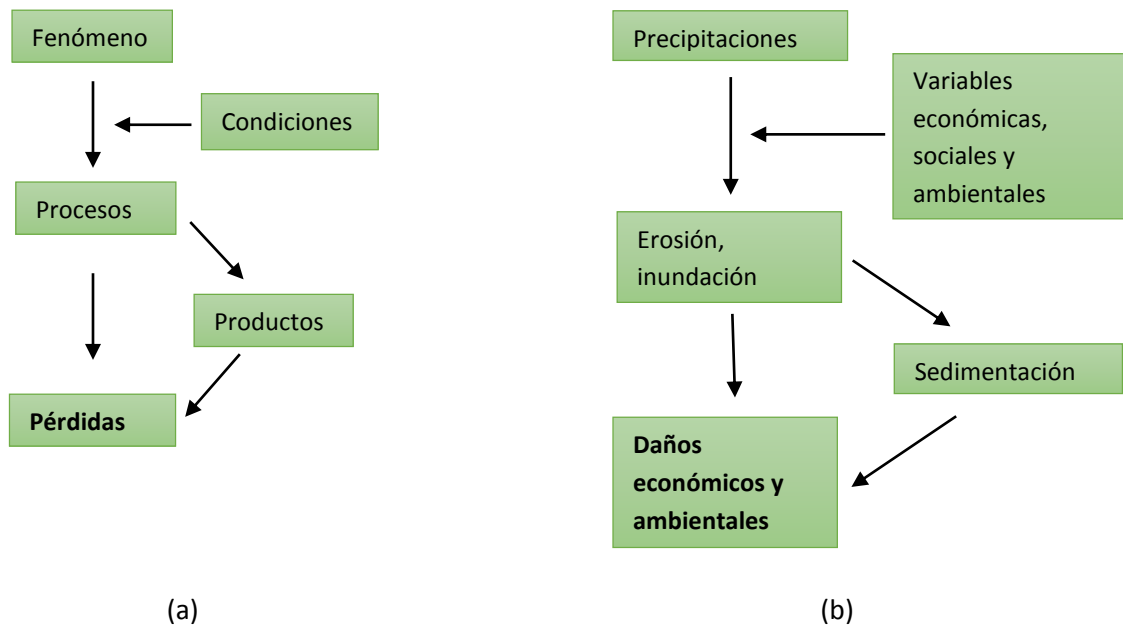 Fenómeno
Condiciones
Procesos
Productos
Pérdidas
(a)
Precipitaciones
Variables
económicas,
sociales y
ambientales
Erosión,
inundación
Sedimentación
Daños
económicos y
ambientales
(b)